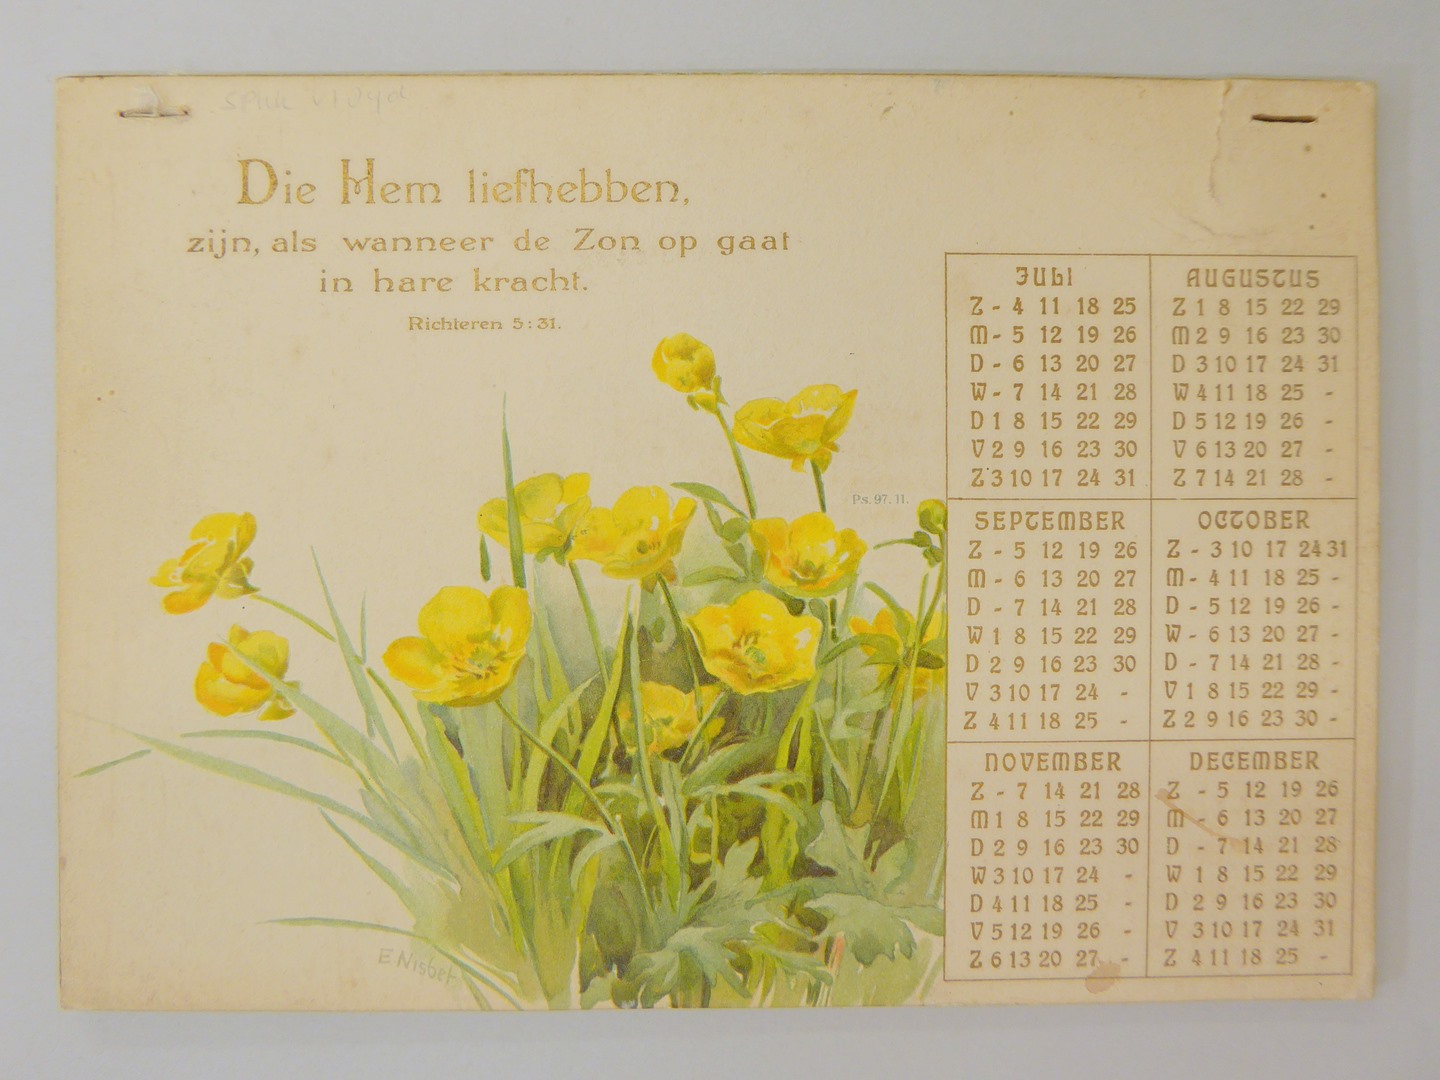 Die Hem liefhebben,
zijn, als wanneer de Zon op gaat
in hare kracht.
Richteren 5:31.
Ps. 97. 11.
E Nisbet
JULI
Z - 4 11 18 25
M - 5 12 19 26
D - 6 13 20 27
W - 7 14 21 28
D 1 8 15 22 29
V 2 9 16 23 30
Z 3 10 17 24 31
AUGUSTUS
Z 1 8 15 22 29
M 2 9 16 23 30
D 3 10 17 24 31
W 4 11 18 25 -
D 5 12 19 26 -
V 6 13 20 27 -
Z 7 14 21 28 -
SEPTEMBER
Z - 5 12 19 26
M - 6 13 20 27
D - 7 14 21 28
W 1 8 15 22 29
D 2 9 16 23 30
V 3 10 17 24 -
Z 4 11 18 25 -
OCTOBER
Z - 3 10 17 24 31
M - 4 11 18 25 -
D - 5 12 19 26 -
W - 6 13 20 27 -
D - 7 14 21 28 -
V 1 8 15 22 29 -
Z 2 9 16 23 30 -
NOVEMBER
Z - 7 14 21 28
M 1 8 15 22 29
D 2 9 16 23 30
W 3 10 17 24 -
D 4 11 18 25 -
V 5 12 19 26 -
Z 6 13 20 27 -
DECEMBER
Z - 5 12 19 26
M - 6 13 20 27
D - 7 14 21 28
W 1 8 15 22 29
D 2 9 16 23 30
V 3 10 17 24 31
Z 4 11 18 25 -